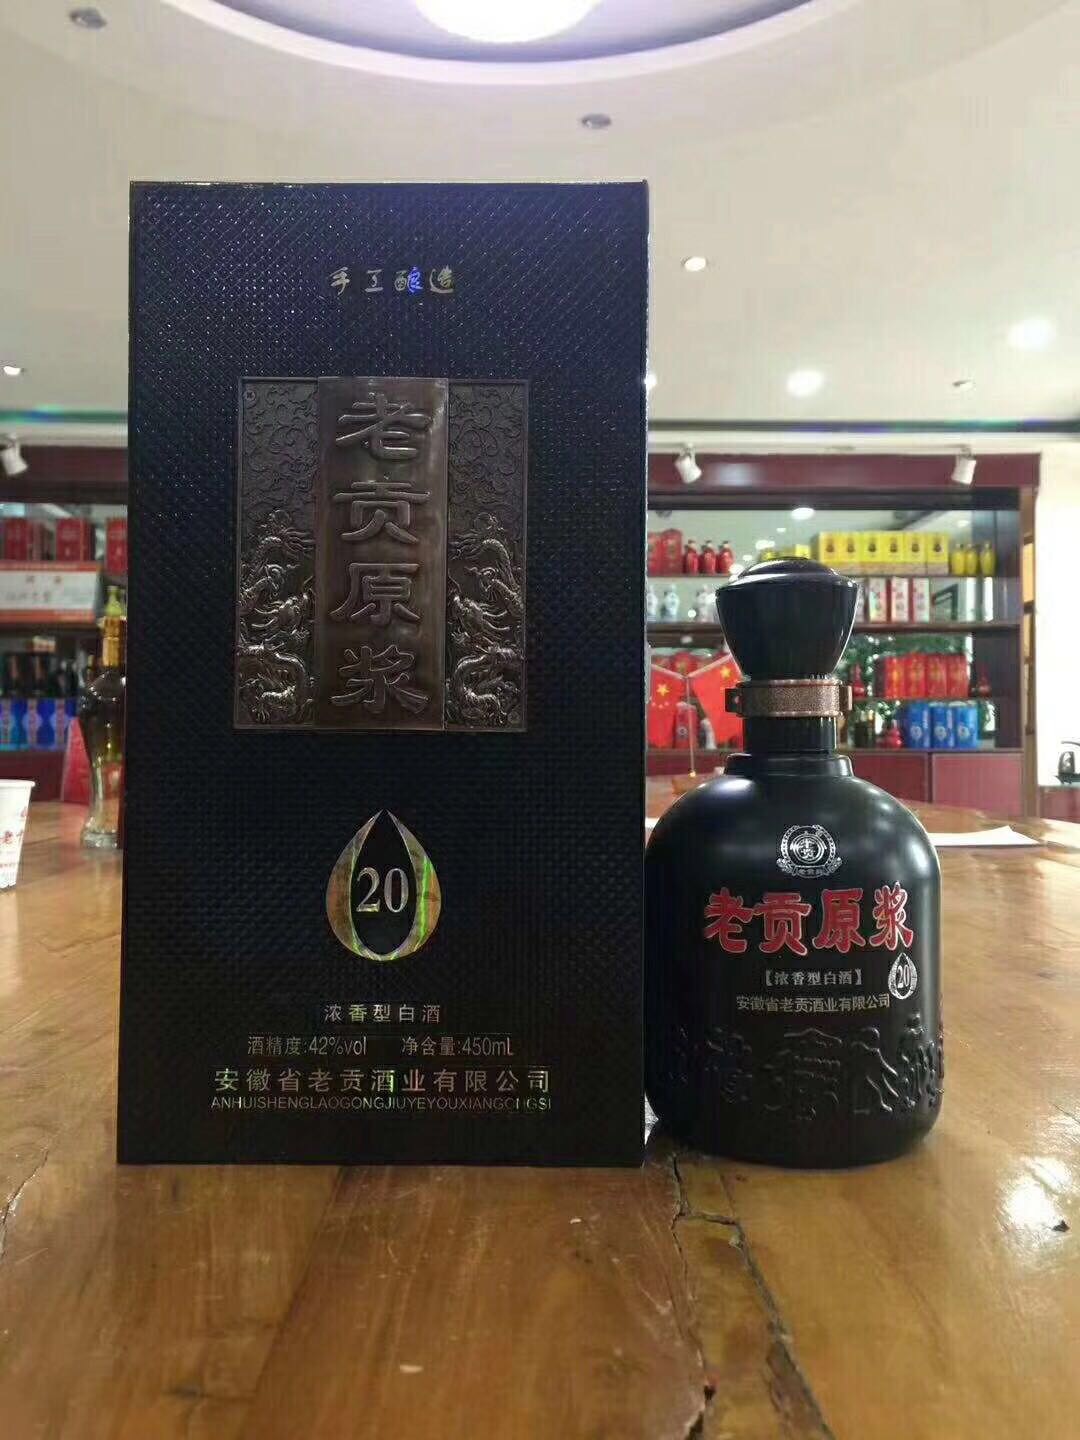 手工酿造
老贡原浆
20
浓香型白酒
酒精度:42%vol 净含量:450mL
安徽省老贡酒业有限公司
ANHUISHENGLAOGONGJIUYEYOUXIANGONGSI
老贡原浆
【浓香型白酒】
20
安徽省老贡酒业有限公司